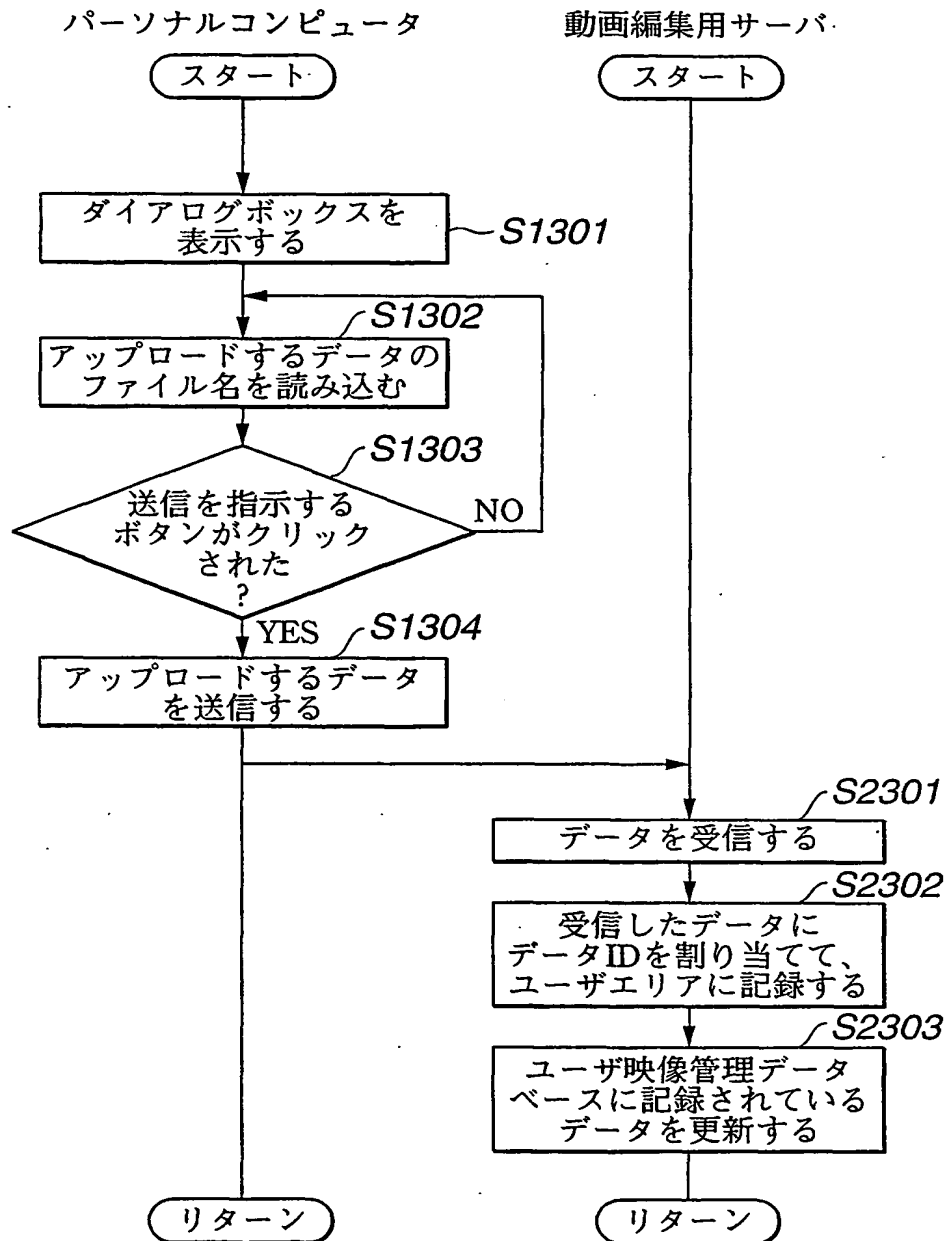 パーソナルコンピュータ
動画編集用サーバ
スタート
スタート
ダイアログボックスを
表示する
S1301
S1302
アップロードするデータの
ファイル名を読み込む
S1303
送信を指示する
ボタンがクリック
された
?
NO
YES
S1304
アップロードするデータ
を送信する
S2301
データを受信する
S2302
受信したデータに
データIDを割り当てて、
ユーザエリアに記録する
S2303
ユーザ映像管理データ
ベースに記録されている
データを更新する
リターン
リターン